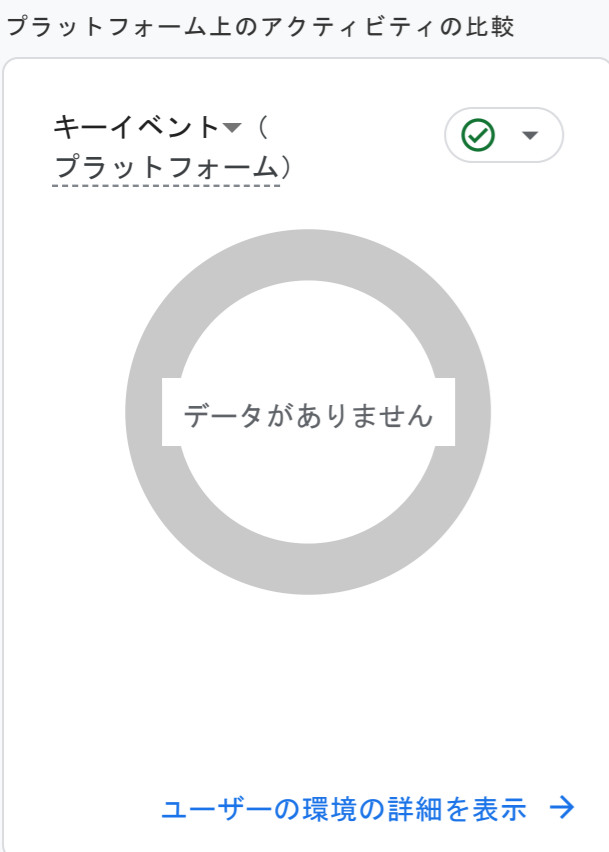 プラットフォーム上のアクティビティの比較
キーイベント（
プラットフォーム）
データがありません
ユーザーの環境の詳細を表示